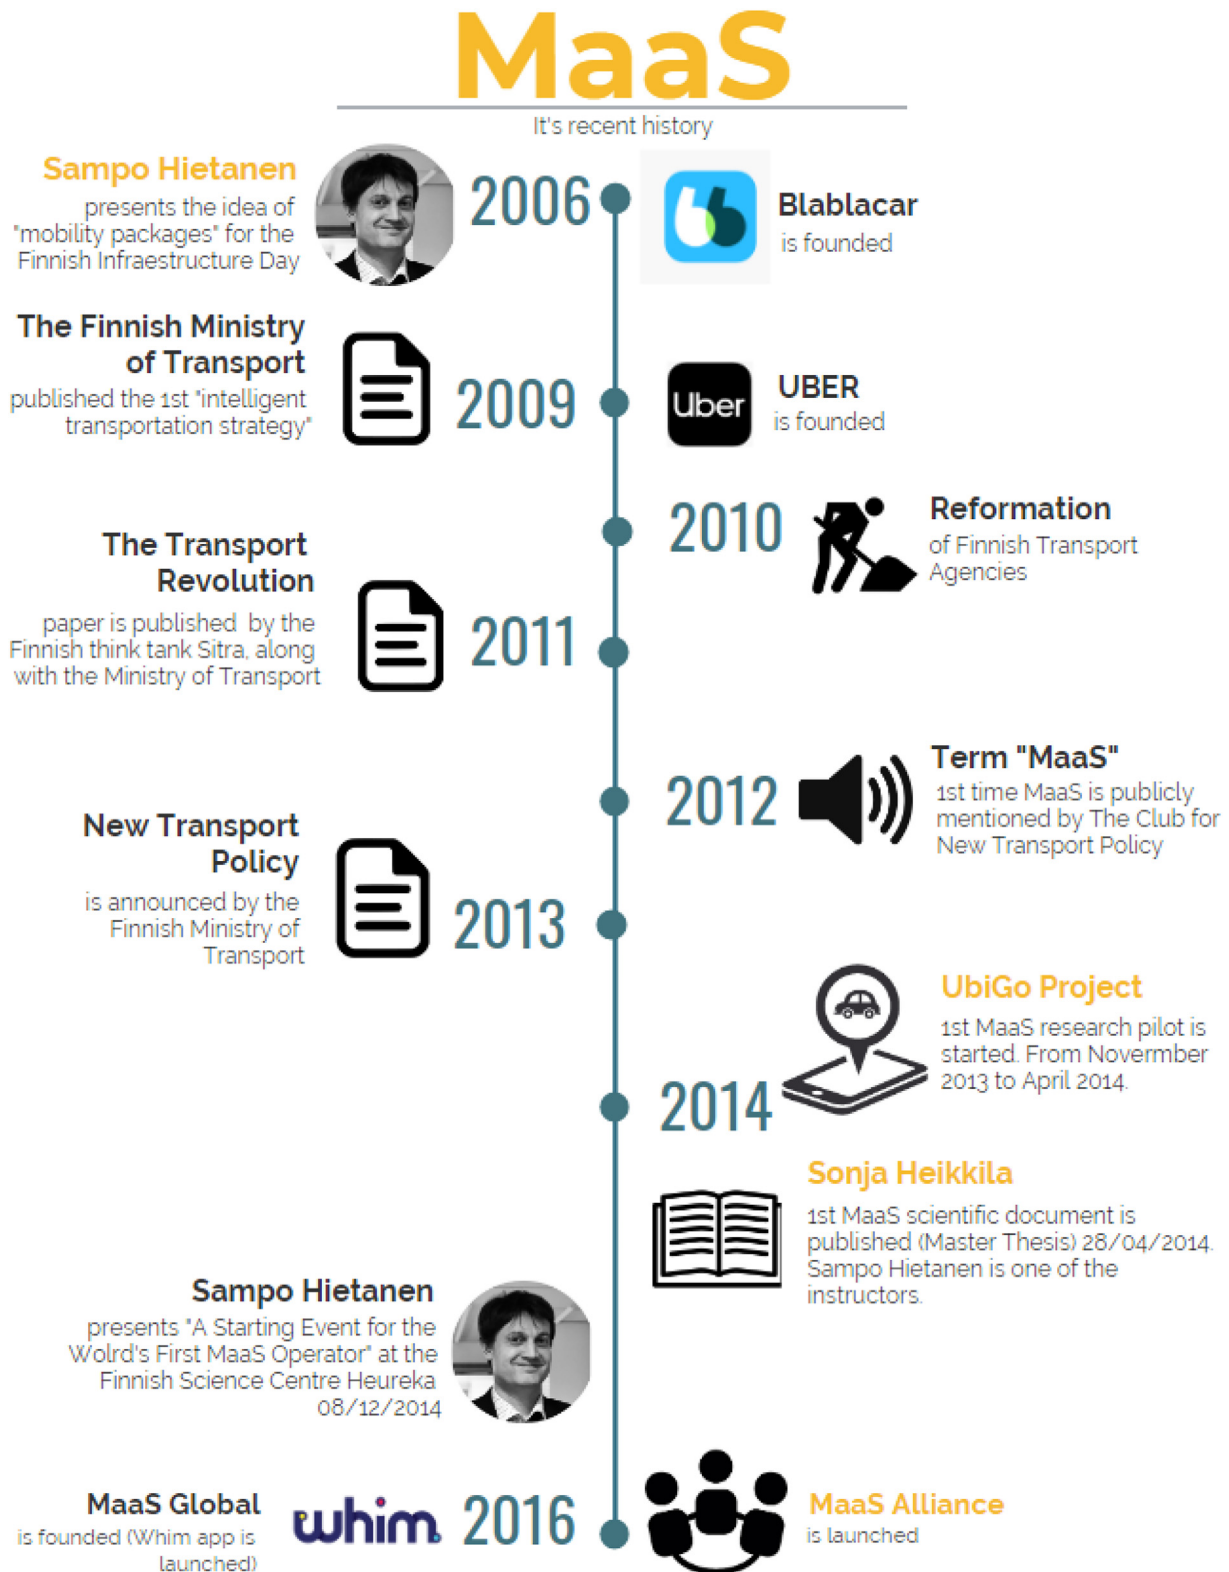 MaaS
It's recent history
Sampo Hietanen
presents the idea of
"mobility packages" for the
Finnish Infraestructure Day
2006
Blablacar
is founded
The Finnish Ministry
of Transport
published the 1st "intelligent
transportation strategy"
2009
Uber
UBER
is founded
2010
Reformation
of Finnish Transport
Agencies
The Transport
Revolution
paper is published by the
Finnish think tank Sitra, along
with the Ministry of Transport
2011
2012
Term "MaaS"
1st time MaaS is publicly
mentioned by The Club for
New Transport Policy
New Transport
Policy
is announced by the
Finnish Ministry of
Transport
2013
UbiGo Project
1st MaaS research pilot is
started. From Novermber
2013 to April 2014.
2014
Sonja Heikkila
1st MaaS scientific document is
published (Master Thesis) 28/04/2014.
Sampo Hietanen is one of the
instructors.
Sampo Hietanen
presents "A Starting Event for the
Wolrd's First MaaS Operator" at the
Finnish Science Centre Heureka
08/12/2014
MaaS Global
is founded (Whim app is
launched)
whim
2016
MaaS Alliance
is launched